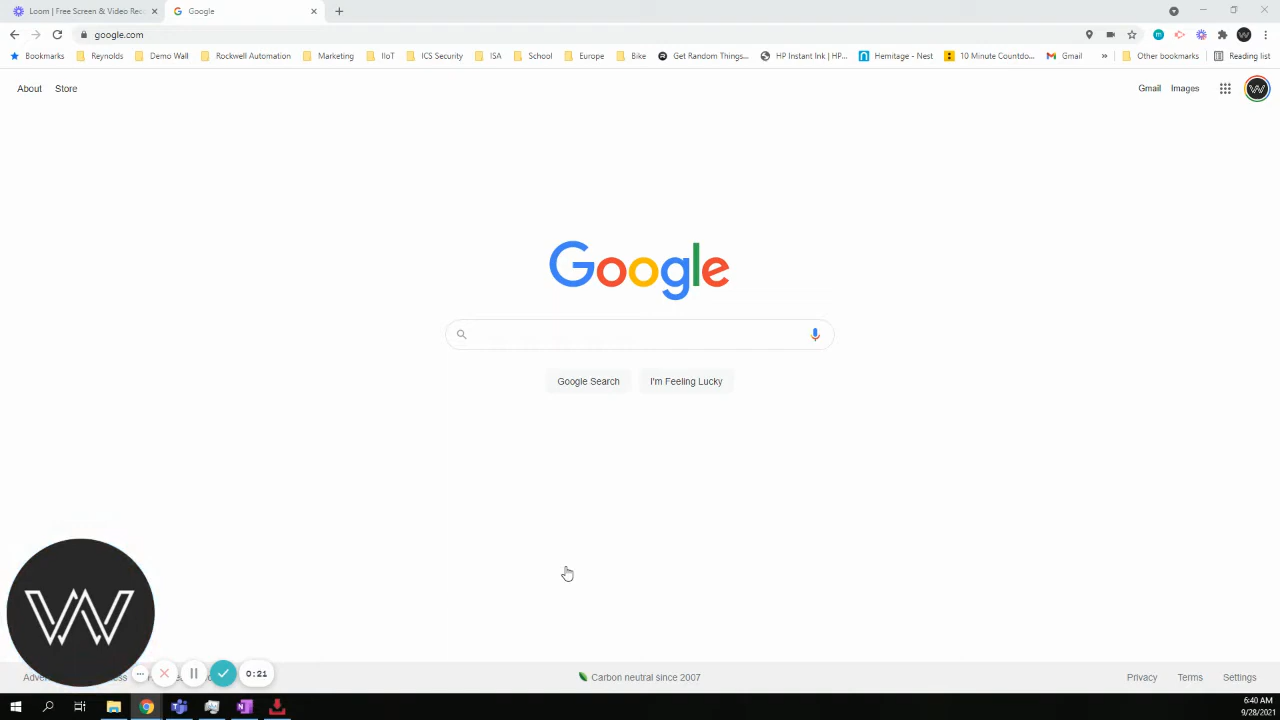 Loom | Free Screen & Video Rec
Google
google.com
Bookmarks
Reynolds
Demo Wall
Rockwell Automation
Marketing
IIoT
ICS Security
ISA
School
Europe
Bike
Get Random Things...
HP Instant Ink | HP...
Hemitage - Nest
10 Minute Countdo...
Gmail
»
Other bookmarks
Reading list
About
Store
Gmail
Images
W
Google
Google Search
I'm Feeling Lucky
W
0:21
Carbon neutral since 2007
Privacy
Terms
Settings
6:40 AM
9/28/2021